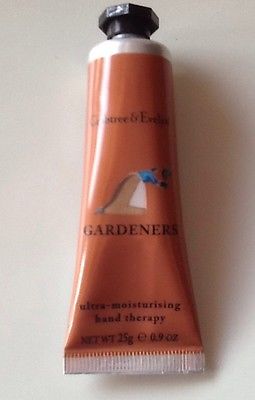 Crabtree & Evelyn
GARDENERS
ultra-moisturising
hand therapy
NET WT 25g ℮ 0.9 OZ